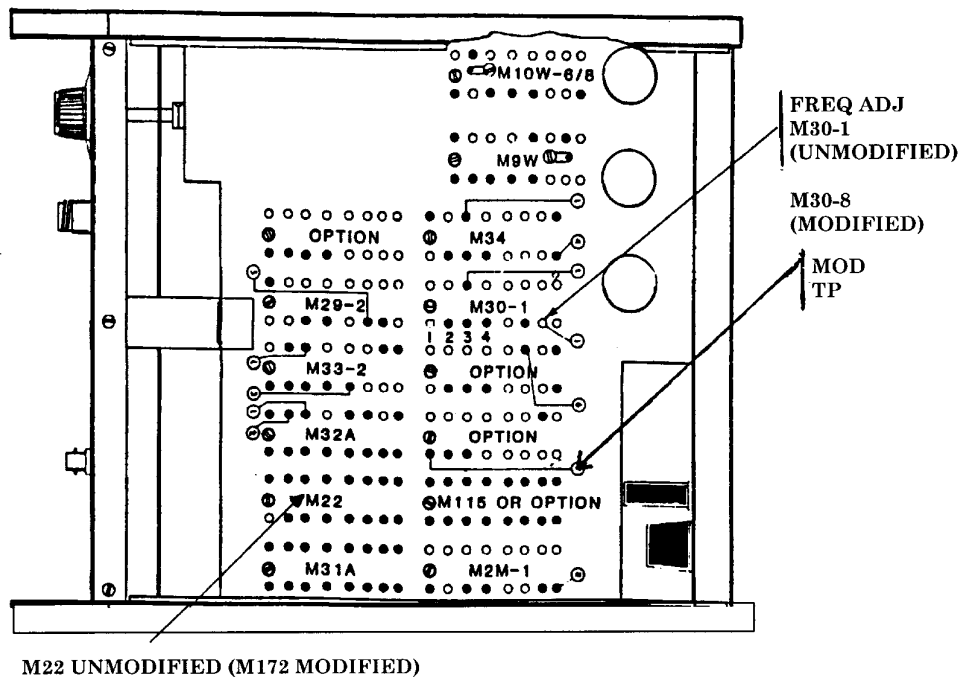 M10W-6/8
FREQ ADJ
M30-1
(UNMODIFIED)
M9W
M30-8
(MODIFIED)
OPTION
M34
MOD
TP
M29-2
M30-1
1 2 3 4
M33-2
OPTION
M32A
OPTION
M22
M115 OR OPTION
M31A
M2M-1
M22 UNMODIFIED (M172 MODIFIED)